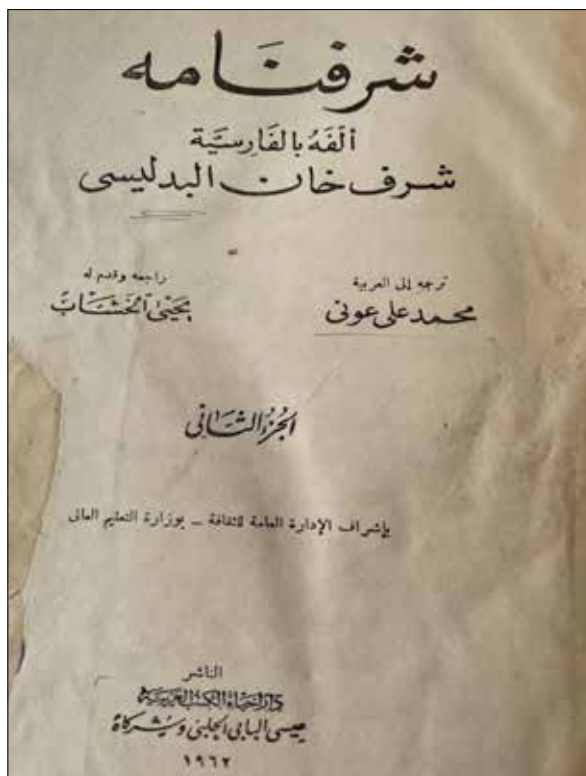 شرفنامه
ألفه بالفارسية
شرف خان البدليسى
ترجمه إلى العربية
محمد على عونى
راجعه وقدم له
يحيى الخشاب
الجزء الثانى
بإشراف الإدارة العامة للثقافة – بوزارة التعليم العالى
الناشر
دار إحياء الكتب العربية
عيسى البابى الحلبى وشركاه
١٩٦٢